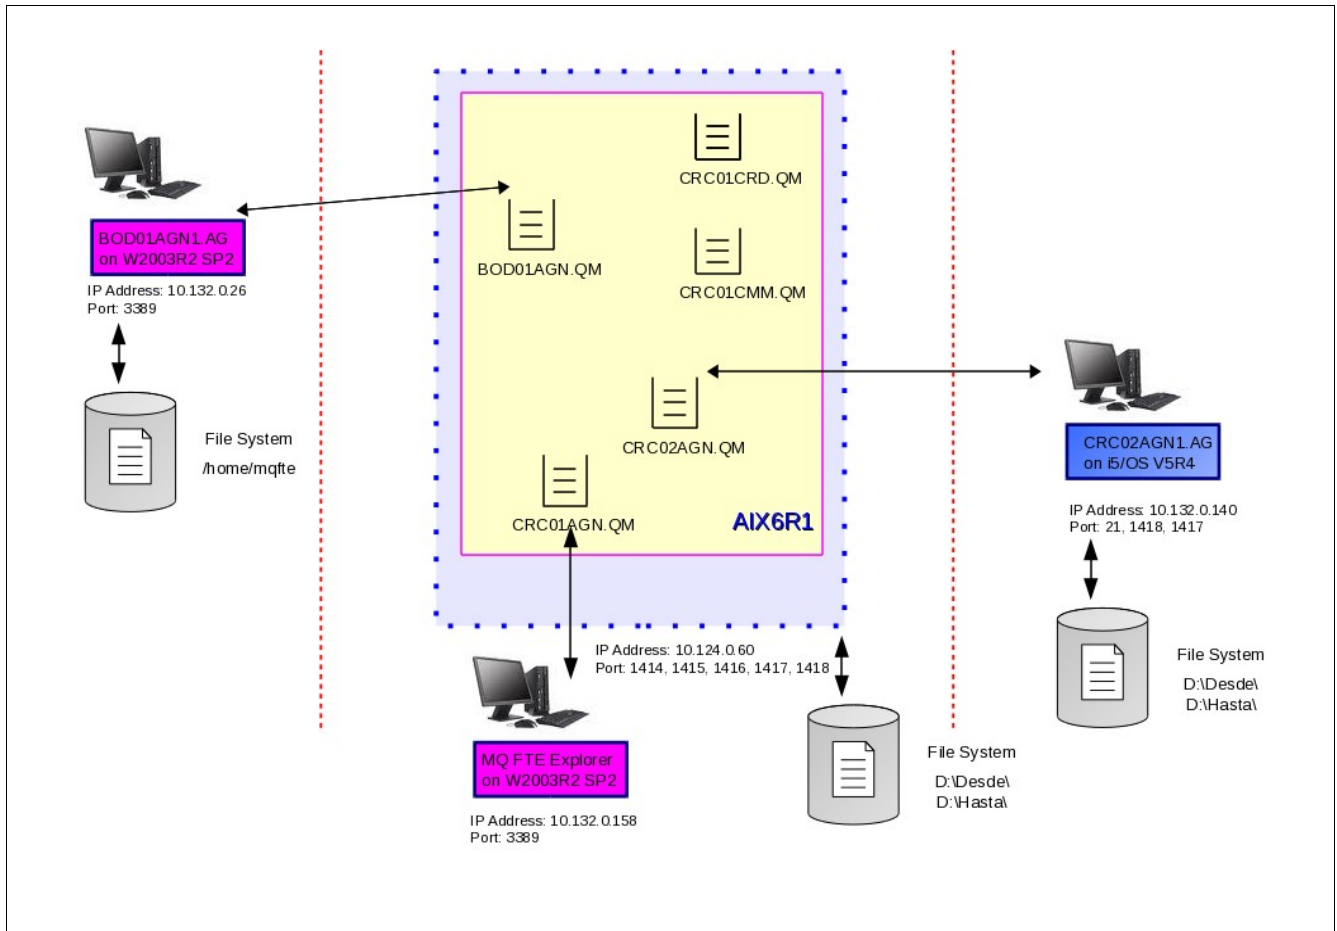 CRC01CRD.QM
BOD01AGN1.AG
on W2003R2 SP2
IP Address: 10.132.0.26
Port: 3389
BOD01AGN.QM
CRC01CMM.QM
File System
/home/mqfte
CRC02AGN.QM
CRC01AGN.QM
AIX6R1
CRC02AGN1.AG
on i5/OS V5R4
IP Address: 10.132.0.140
Port: 21, 1418, 1417
IP Address: 10.124.0.60
Port: 1414, 1415, 1416, 1417, 1418
File System
D:\Desde\
D:\Hasta\
MQ FTE Explorer
on W2003R2 SP2
IP Address: 10.132.0.158
Port: 3389
File System
D:\Desde\
D:\Hasta\